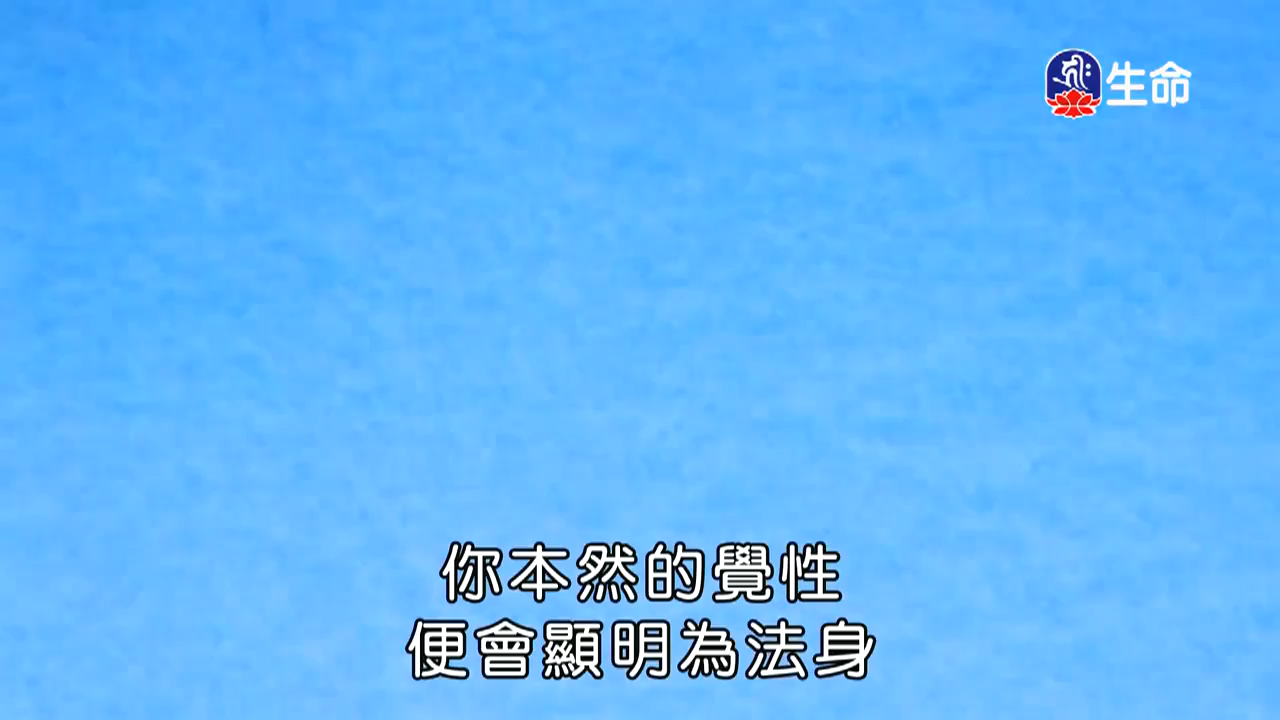 生命
你本然的覺性
便會顯明為法身